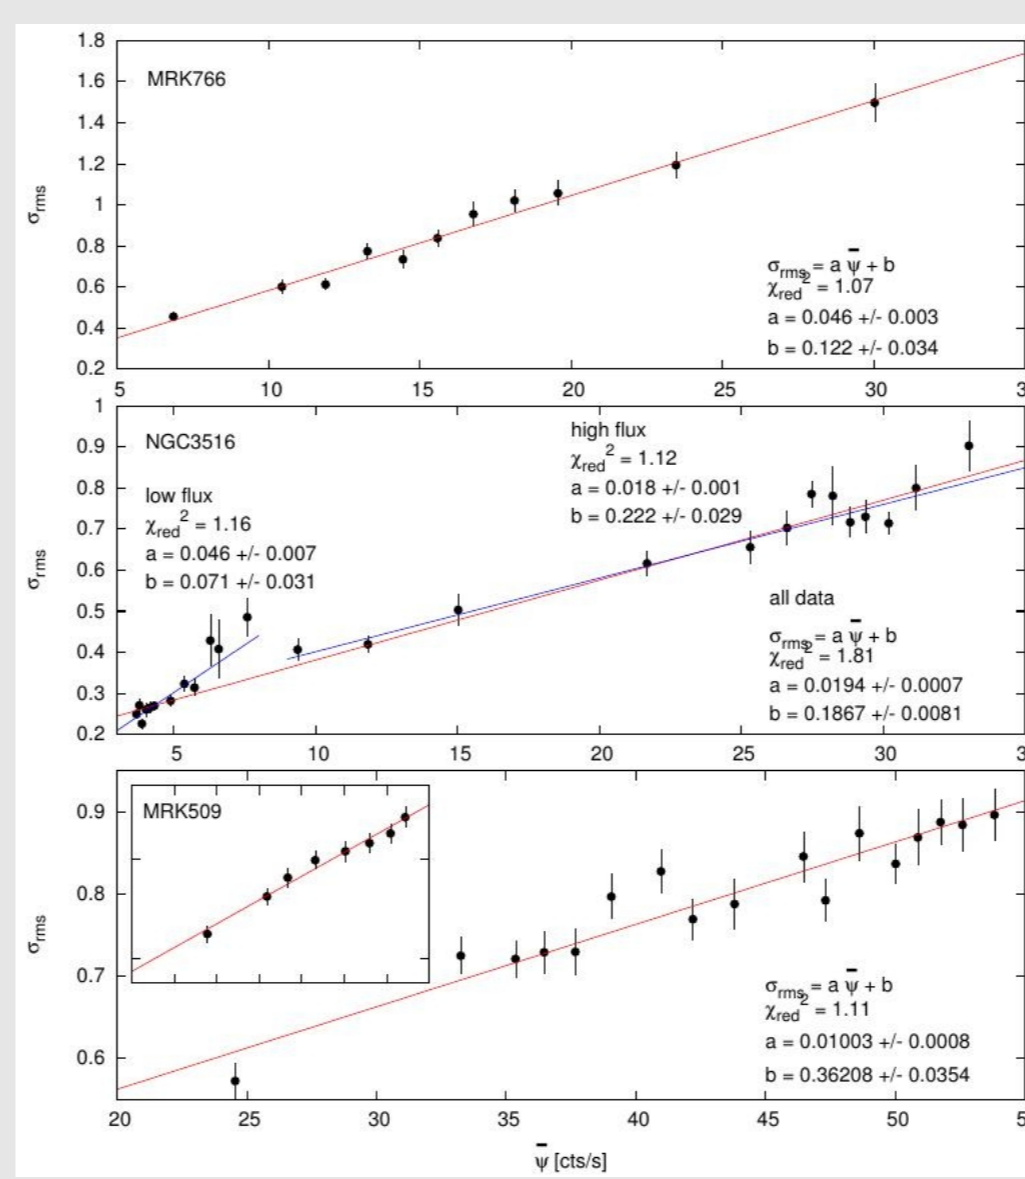 1.8
1.6
1.4
1.2
1
0.8
0.6
0.4
0.2
σrms
MRK766
σrms = a ψ̄ + b
χred² = 1.07
a = 0.046 +/- 0.003
b = 0.122 +/- 0.034
5 10 15 20 25 30 3
1
0.9
0.8
0.7
0.6
0.5
0.4
0.3
0.2
σrms
NGC3516
low flux
χred² = 1.16
a = 0.046 +/- 0.007
b = 0.071 +/- 0.031
high flux
χred² = 1.12
a = 0.018 +/- 0.001
b = 0.222 +/- 0.029
all data
σrms = a ψ̄ + b
χred² = 1.81
a = 0.0194 +/- 0.0007
b = 0.1867 +/- 0.0081
5 10 15 20 25 30 3
0.9
0.8
0.7
0.6
σrms
MRK509
σrms = a ψ̄ + b
χred² = 1.11
a = 0.01003 +/- 0.0008
b = 0.36208 +/- 0.0354
20 25 30 35 40 45 50 5
ψ̄ [cts/s]